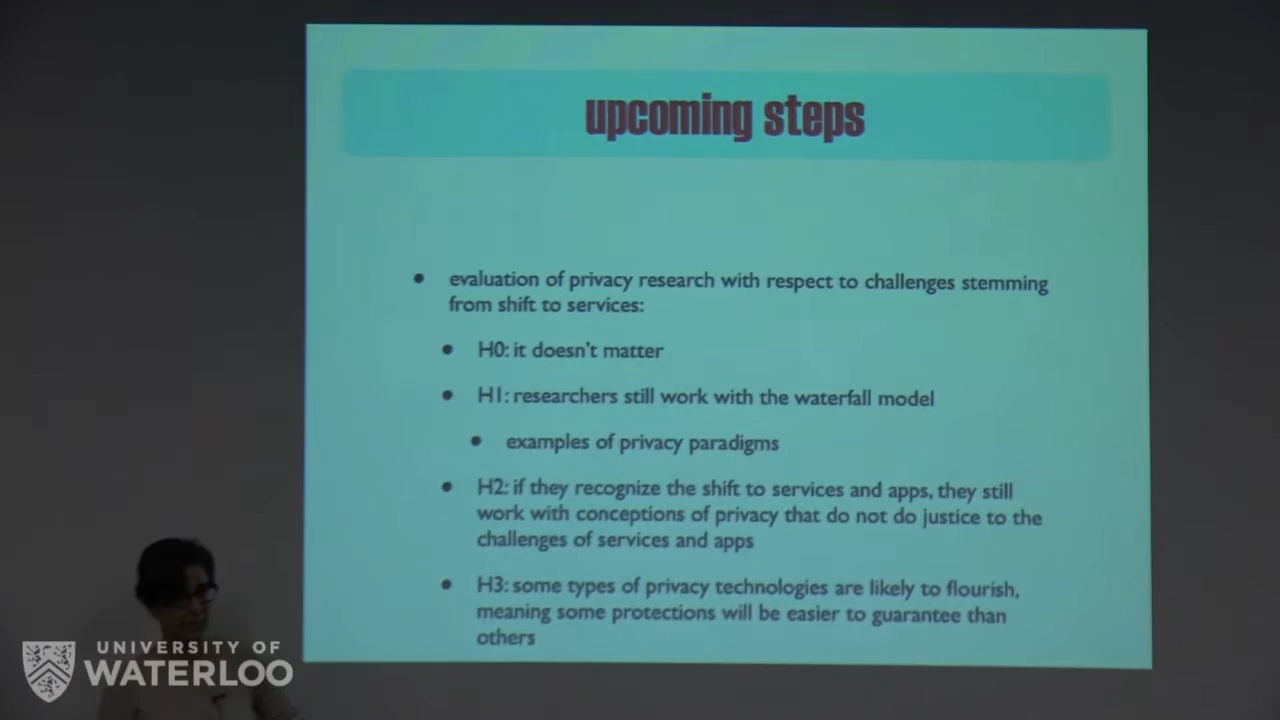 upcoming steps
• evaluation of privacy research with respect to challenges stemming
from shift to services:
• H0: it doesn't matter
• H1: researchers still work with the waterfall model
• examples of privacy paradigms
• H2: if they recognize the shift to services and apps, they still
work with conceptions of privacy that do not do justice to the
challenges of services and apps
• H3: some types of privacy technologies are likely to flourish,
meaning some protections will be easier to guarantee than
others
UNIVERSITY OF
WATERLOO